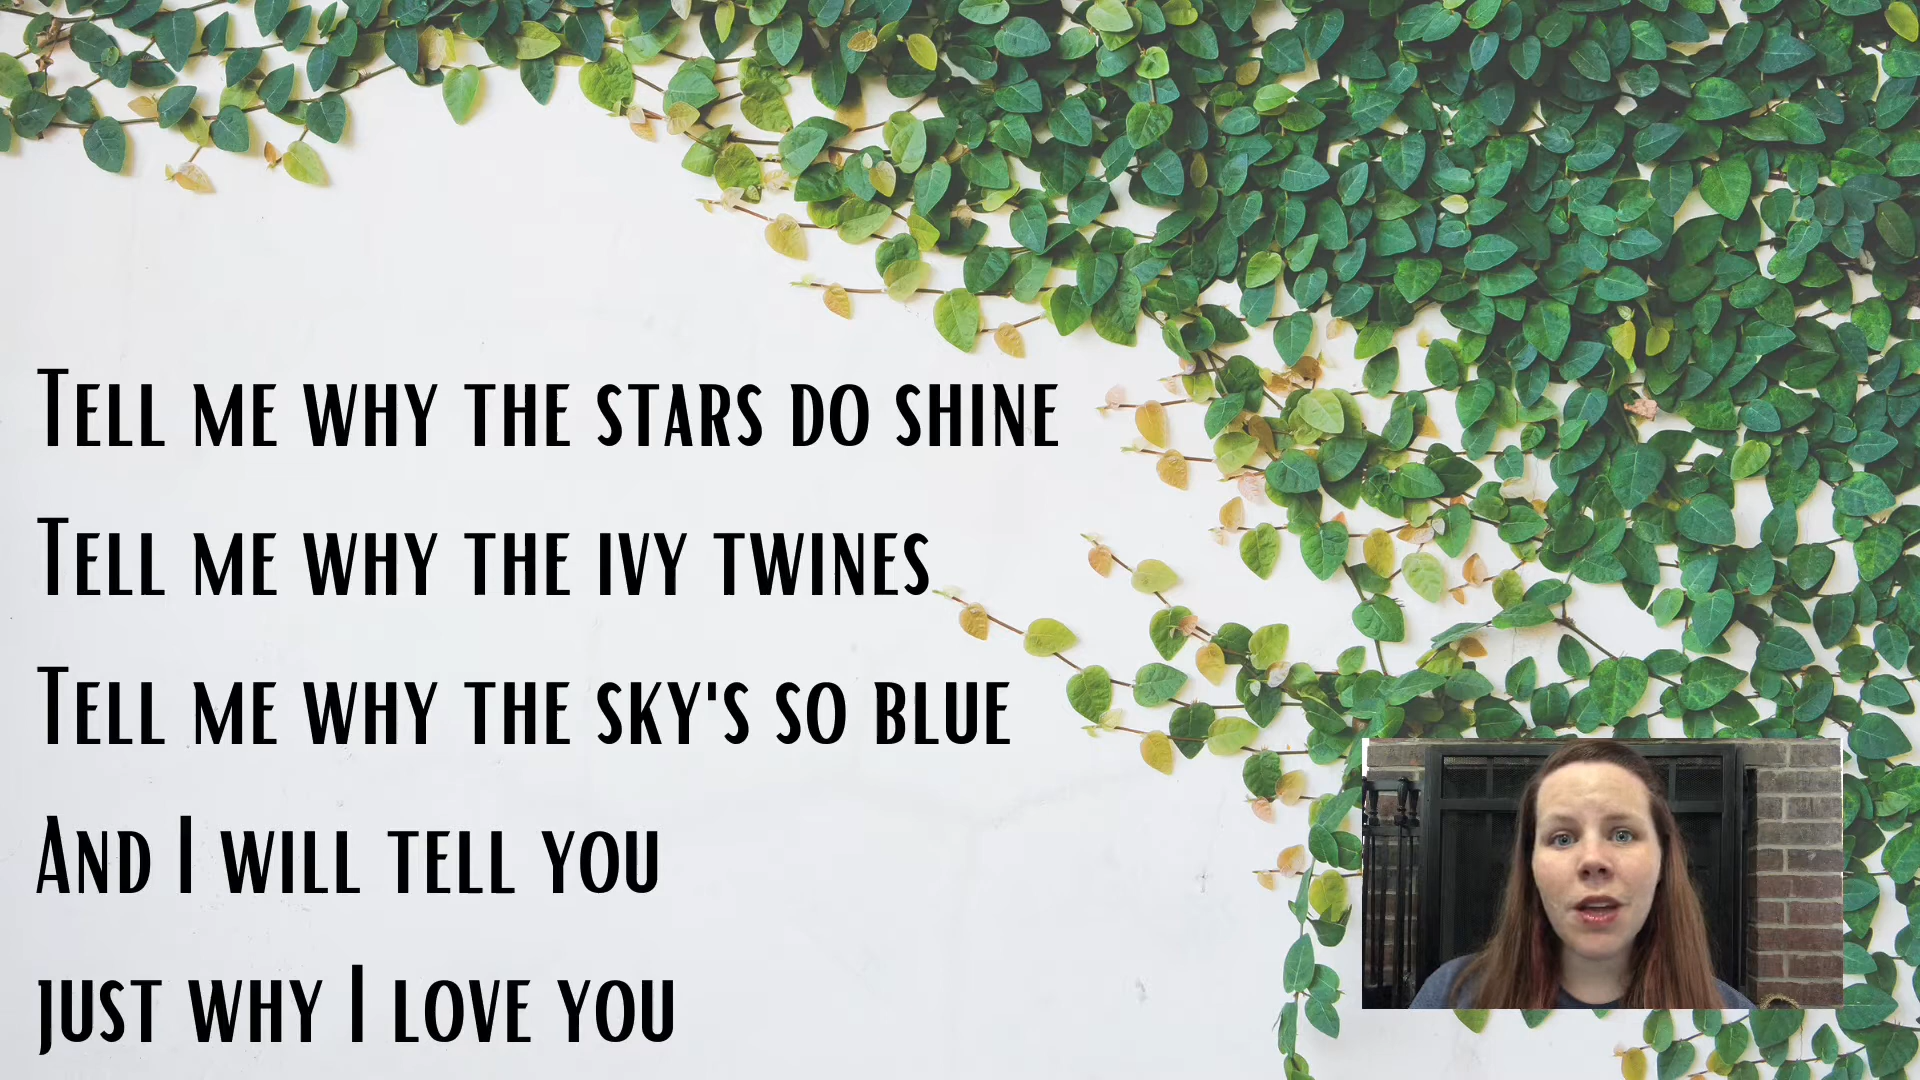 Tell me why the stars do shine
Tell me why the ivy twines
Tell me why the sky's so blue
And I will tell you
just why I love you